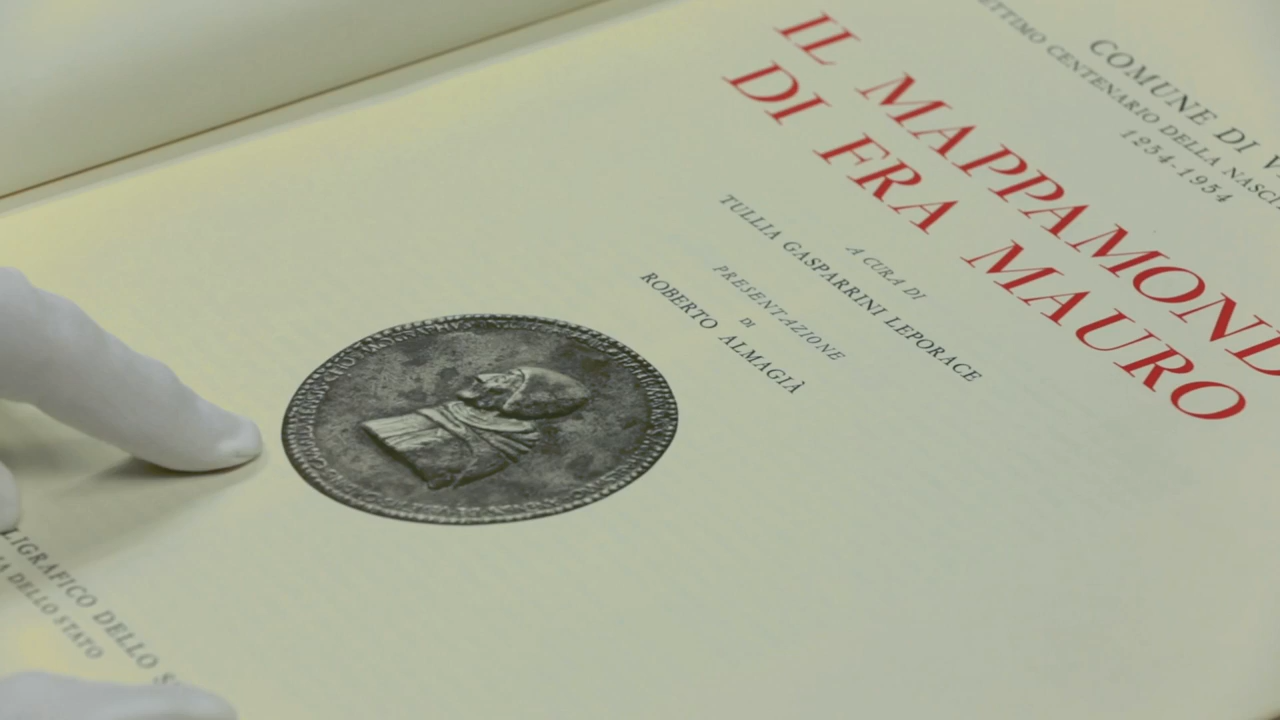 COMUNE DI V
ETTIMO CENTENARIO DELLA NASCI
1254-1954
IL MAPPAMOND
DI FRA MAURO
A CURA DI
TULLIA GASPARRINI LEPORACE
PRESENTAZIONE
DI
ROBERTO ALMAGIÀ
LIGRAFICO DELLO S
A DELLO STATO